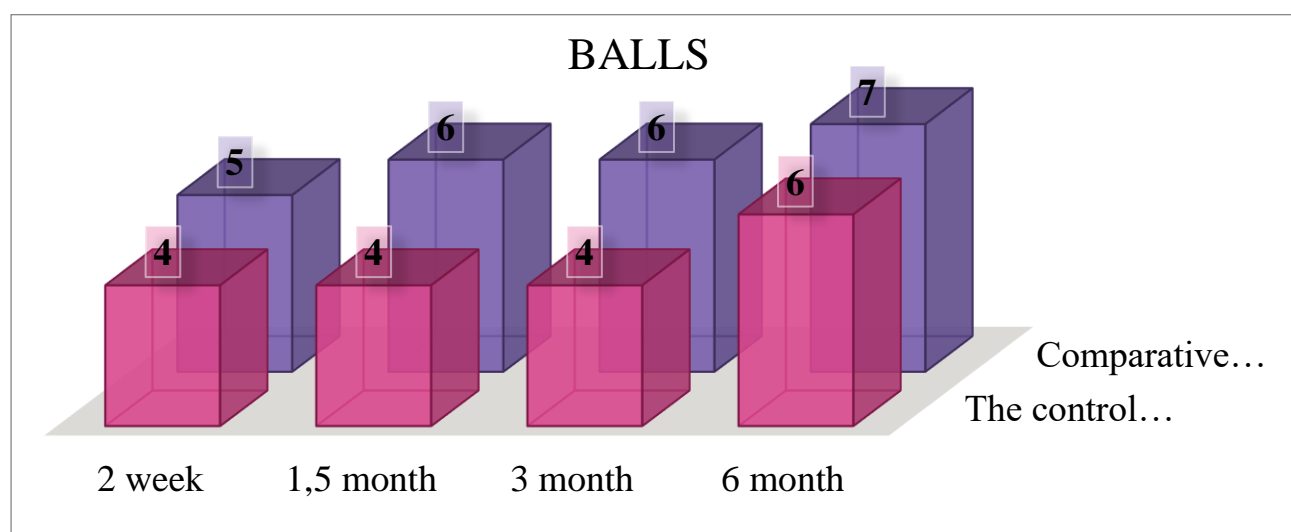 BALLS
7
6
6
5
6
4
4
4
Comparative…
The control…
2 week
1,5 month
3 month
6 month